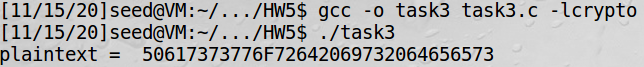 [11/15/20]seed@VM:~/.../HW5$ gcc -o task3 task3.c -lcrypto
[11/15/20]seed@VM:~/.../HW5$ ./task3
plaintext =  50617373776F72642069732064656573